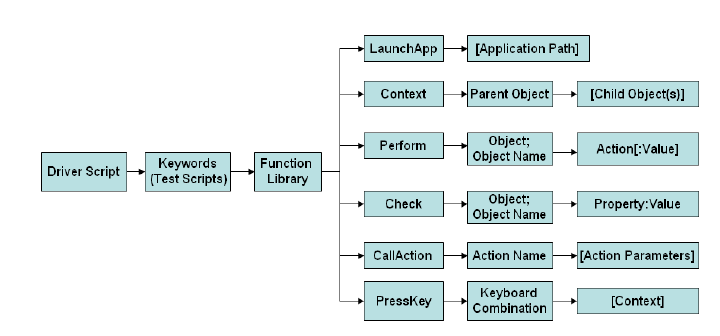 LaunchApp
[Application Path]
Context
Parent Object
[Child Object(s)]
Perform
Object;
Object Name
Action[:Value]
Driver Script
Keywords
(Test Scripts)
Function
Library
Check
Object;
Object Name
Property:Value
CallAction
Action Name
[Action Parameters]
PressKey
Keyboard
Combination
[Context]